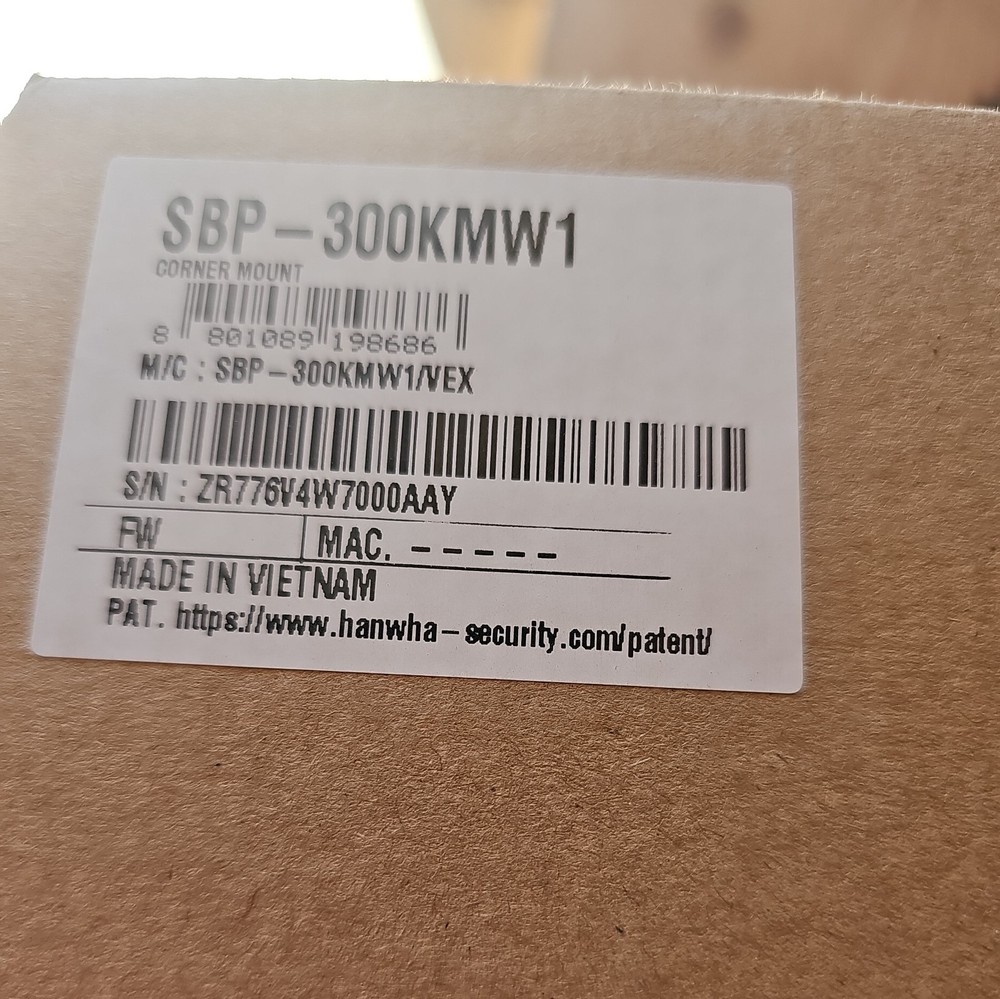 SBP-300KMW1
CORNER MOUNT
8 801089 198686
M/C : SBP-300KMW1/VEX
S/N : ZR776V4W7000AAY
FW MAC. - - - - -
MADE IN VIETNAM
PAT. https://www.hanwha-security.com/patent/